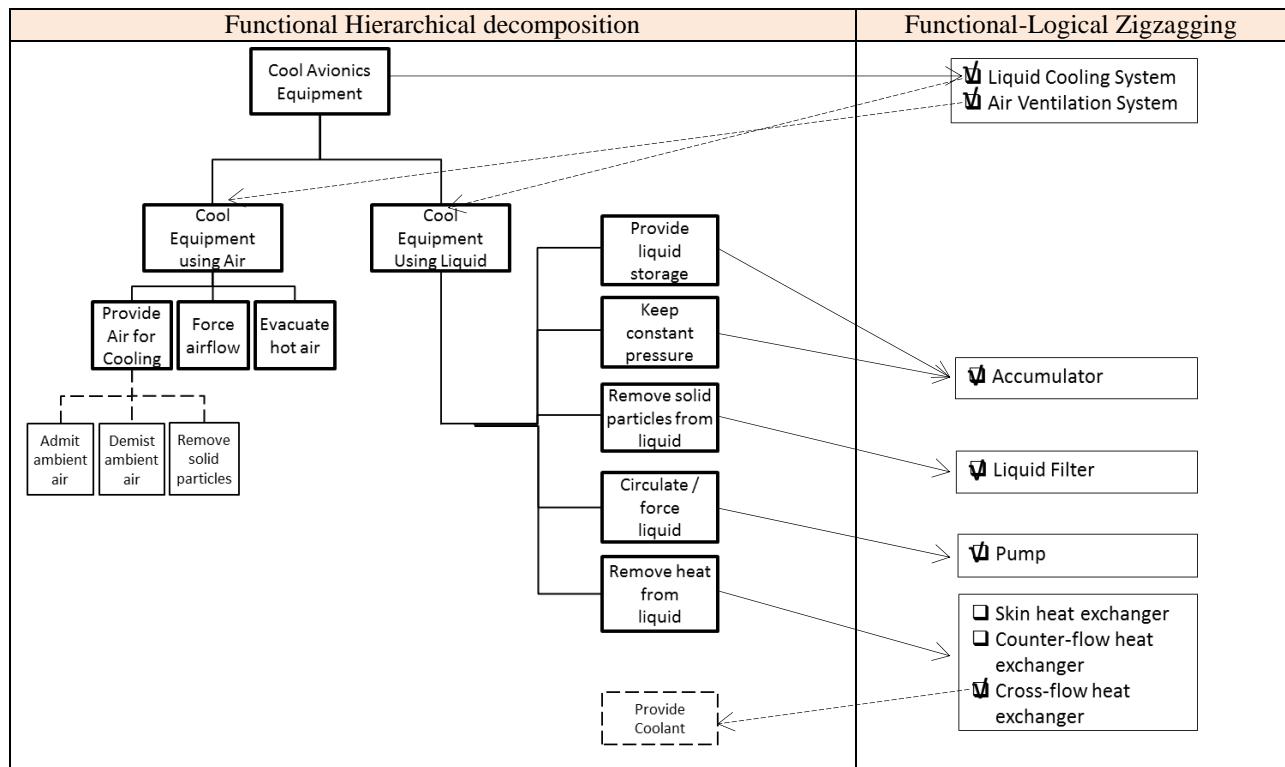 Functional Hierarchical decomposition
Functional-Logical Zigzagging
Cool Avionics
Equipment
Liquid Cooling System
Air Ventilation System
Cool
Equipment
using Air
Cool
Equipment
Using Liquid
Provide
liquid
storage
Keep
constant
pressure
Provide
Air for
Cooling
Force
airflow
Evacuate
hot air
Accumulator
Remove solid
particles from
liquid
Admit
ambient
air
Demist
ambient
air
Remove
solid
particles
Liquid Filter
Circulate /
force
liquid
Pump
Remove heat
from
liquid
Skin heat exchanger
Counter-flow heat
exchanger
Cross-flow heat
exchanger
Provide
Coolant